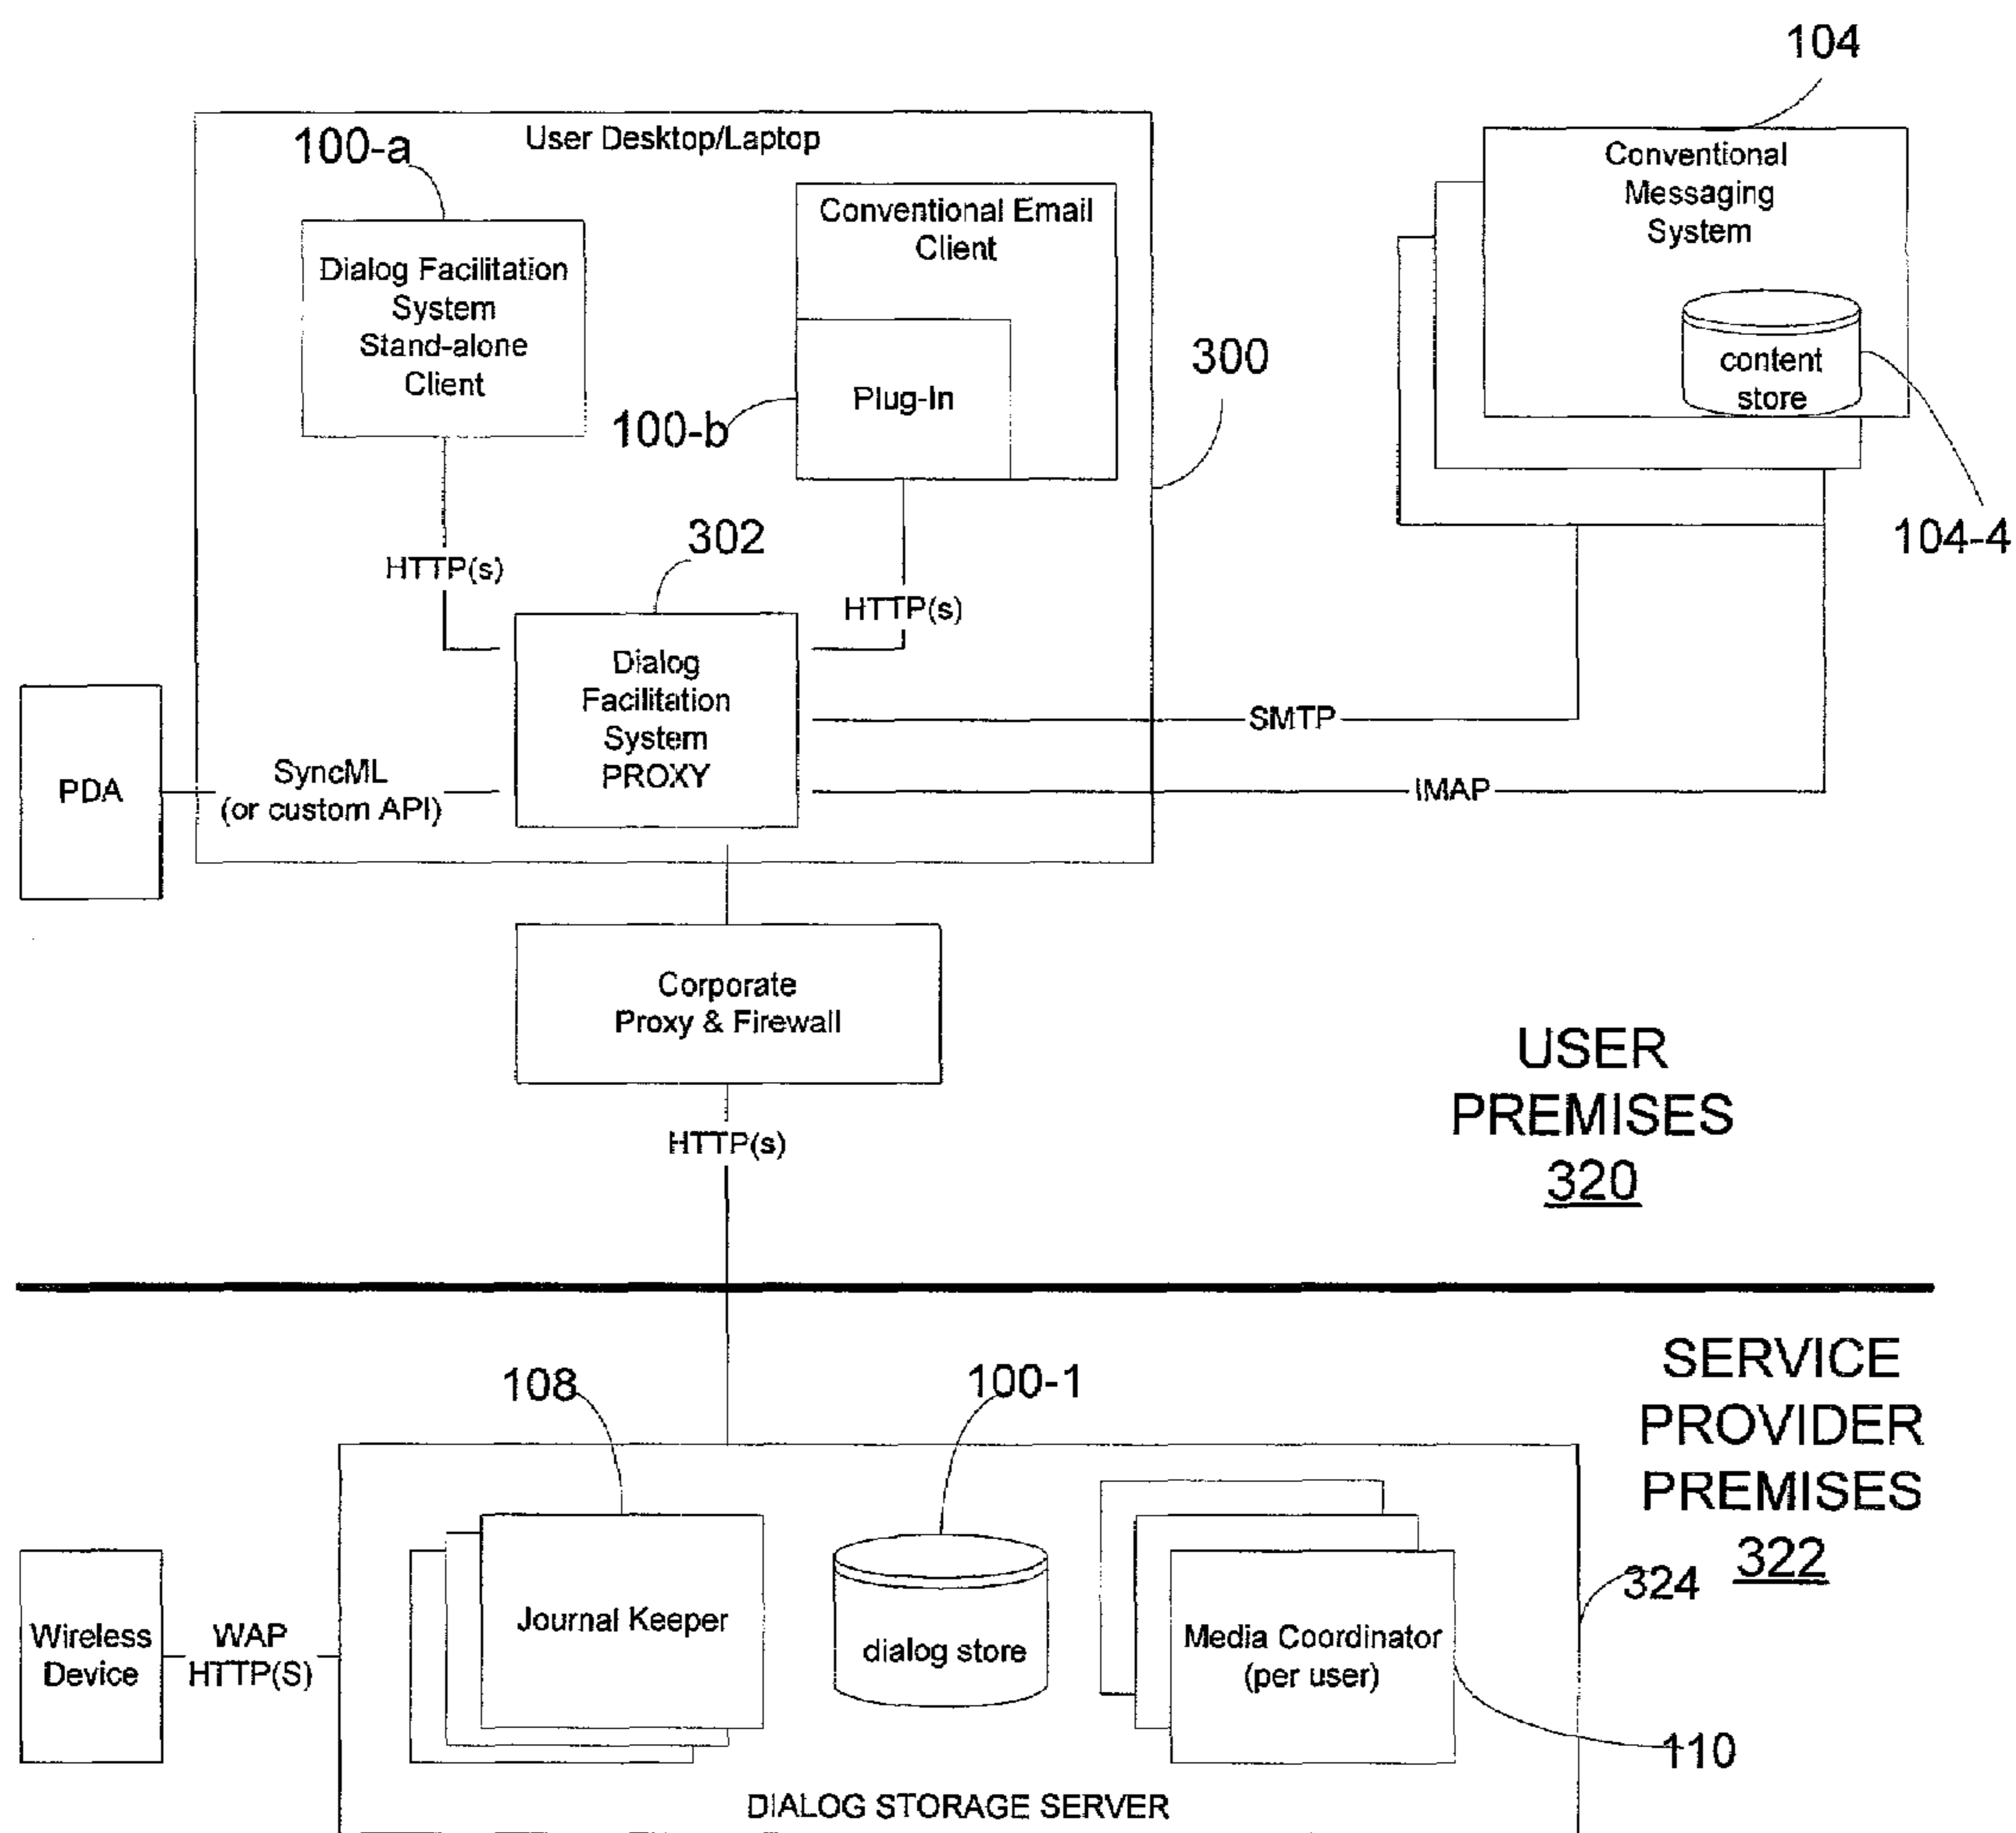 104
User Desktop/Laptop
100-a
Conventional
Messaging
System
Conventional Email
Client
Dialog Facilitation
System
Stand-alone
Client
content
store
300
Plug-In
100-b
302
104-4
HTTP(s)
HTTP(s)
Dialog
Facilitation
System
PROXY
SMTP
PDA
SyncML
(or custom API)
IMAP
Corporate
Proxy & Firewall
USER
PREMISES
320
HTTP(s)
SERVICE
PROVIDER
PREMISES
322
108
100-1
324
Journal Keeper
dialog store
Media Coordinator
(per user)
Wireless
Device
WAP
HTTP(S)
110
DIALOG STORAGE SERVER